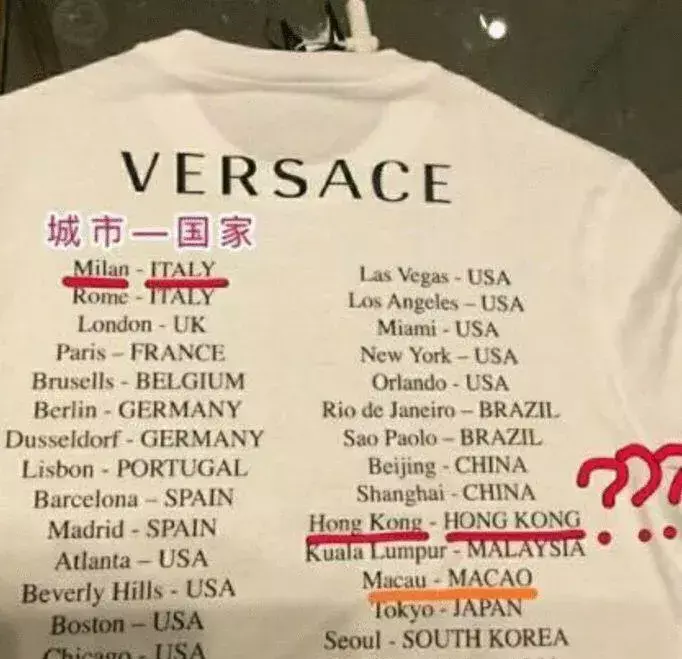 VERSACE
城市—国家
Milan - ITALY
Rome - ITALY
London - UK
Paris – FRANCE
Brusells - BELGIUM
Berlin - GERMANY
Dusseldorf - GERMANY
Lisbon - PORTUGAL
Barcelona – SPAIN
Madrid - SPAIN
Atlanta – USA
Beverly Hills - USA
Boston – USA
Chicago - USA
Las Vegas - USA
Los Angeles – USA
Miami - USA
New York – USA
Orlando - USA
Rio de Janeiro – BRAZIL
Sao Paolo – BRAZIL
Beijing - CHINA
Shanghai - CHINA
Hong Kong - HONG KONG
???
Kuala Lumpur - MALAYSIA
Macau - MACAO
Tokyo - JAPAN
Seoul - SOUTH KOREA